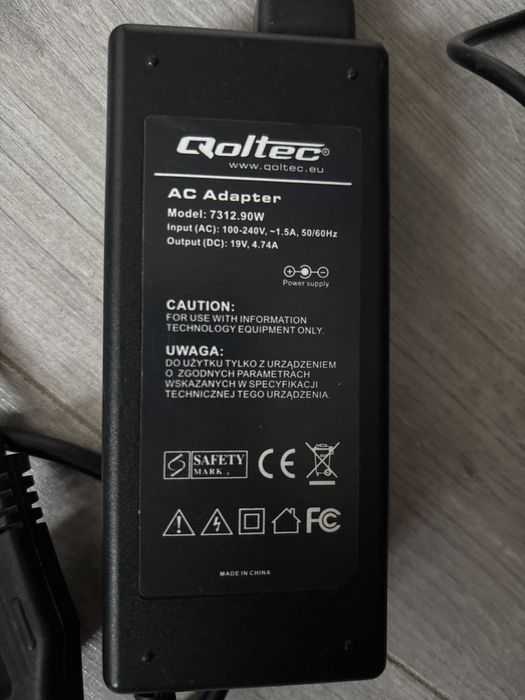 Qoltec®
www.qoltec.eu
AC Adapter
Model: 7312.90W
Input (AC): 100-240V, ~1.5A, 50/60Hz
Output (DC): 19V, 4.74A
Power supply
CAUTION:
FOR USE WITH INFORMATION
TECHNOLOGY EQUIPMENT ONLY.
UWAGA:
DO UŻYTKU TYLKO Z URZĄDZENIEM
O ZGODNYCH PARAMETRACH
WSKAZANYCH W SPECYFIKACJI
TECHNICZNEJ TEGO URZĄDZENIA.
SAFETY
MARK.
CE
FC
MADE IN CHINA